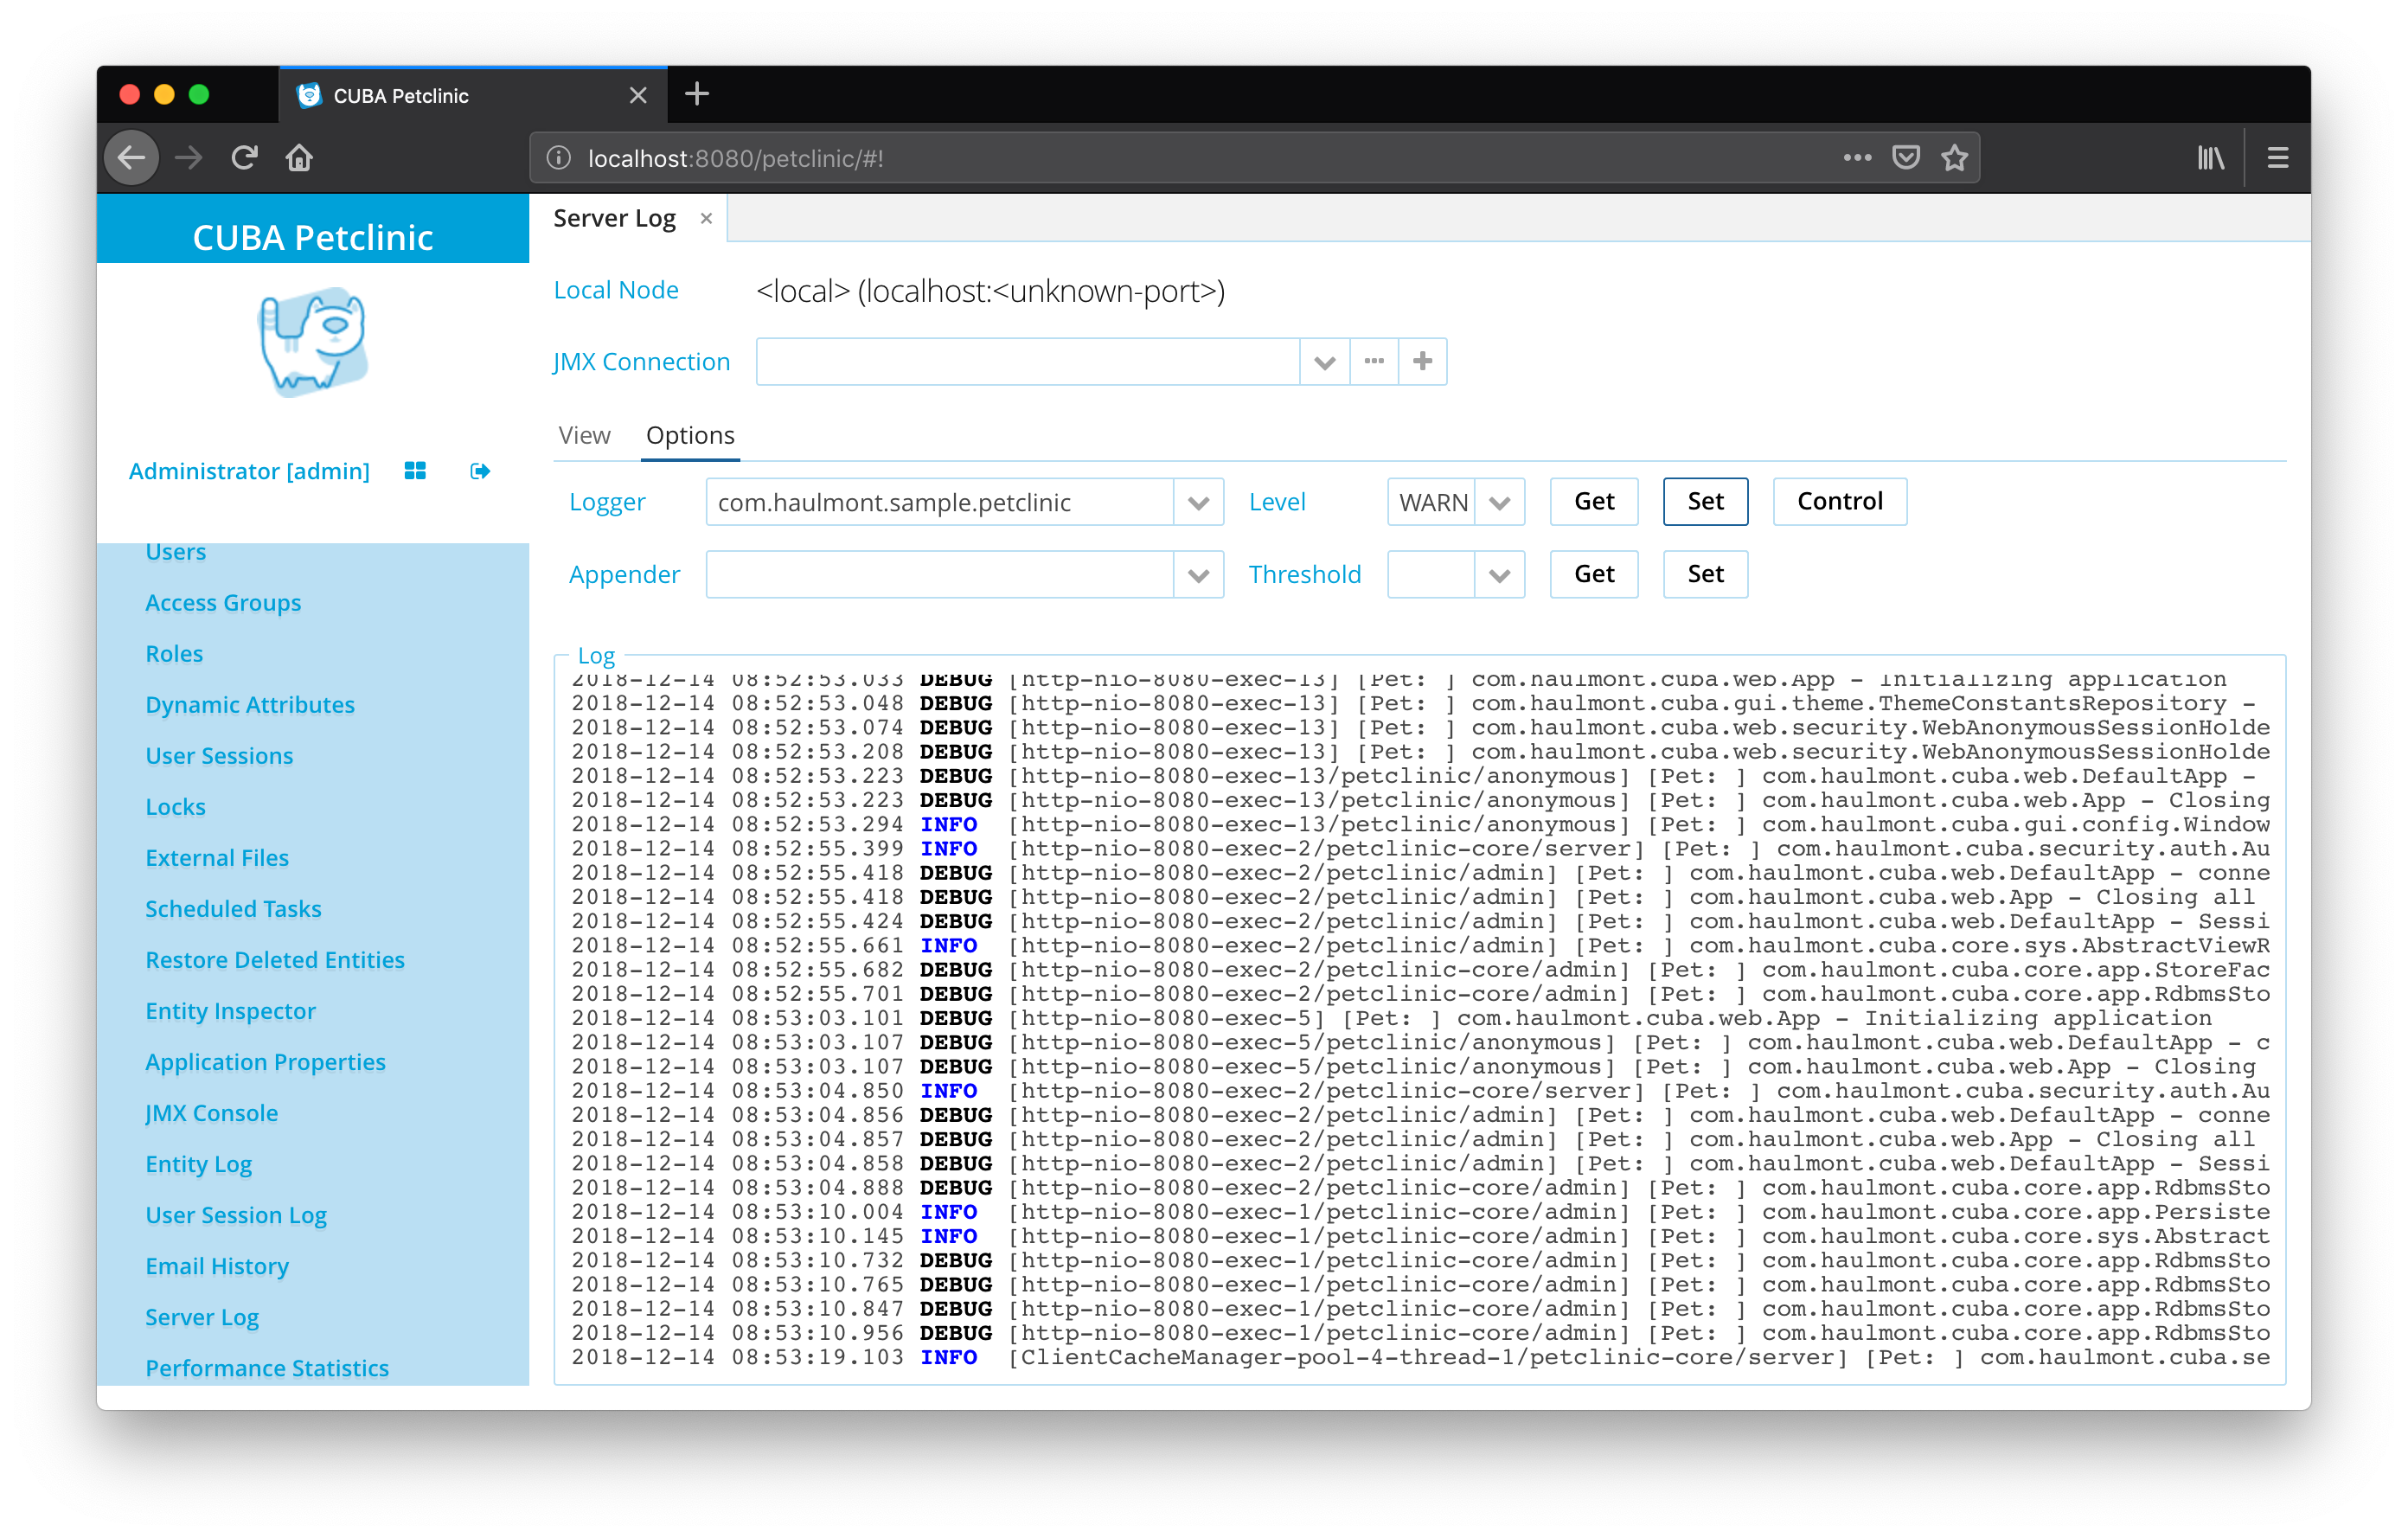 CUBA Petclinic
localhost:8080/petclinic/#!
CUBA Petclinic
Administrator [admin]
Users
Access Groups
Roles
Dynamic Attributes
User Sessions
Locks
External Files
Scheduled Tasks
Restore Deleted Entities
Entity Inspector
Application Properties
JMX Console
Entity Log
User Session Log
Email History
Server Log
Performance Statistics
Server Log
Local Node <local> (localhost:<unknown-port>)
JMX Connection
View Options
Logger com.haulmont.sample.petclinic Level WARN Get Set Control
Appender Threshold Get Set
Log
2018-12-14 08:52:53.033 DEBUG [http-nio-8080-exec-13] [Pet: ] com.haulmont.cuba.web.App - Initializing application
2018-12-14 08:52:53.048 DEBUG [http-nio-8080-exec-13] [Pet: ] com.haulmont.cuba.gui.theme.ThemeConstantsRepository -
2018-12-14 08:52:53.074 DEBUG [http-nio-8080-exec-13] [Pet: ] com.haulmont.cuba.web.security.WebAnonymousSessionHolde
2018-12-14 08:52:53.208 DEBUG [http-nio-8080-exec-13] [Pet: ] com.haulmont.cuba.web.security.WebAnonymousSessionHolde
2018-12-14 08:52:53.223 DEBUG [http-nio-8080-exec-13/petclinic/anonymous] [Pet: ] com.haulmont.cuba.web.DefaultApp -
2018-12-14 08:52:53.223 DEBUG [http-nio-8080-exec-13/petclinic/anonymous] [Pet: ] com.haulmont.cuba.web.App - Closing
2018-12-14 08:52:53.294 INFO [http-nio-8080-exec-13/petclinic/anonymous] [Pet: ] com.haulmont.cuba.gui.config.Window
2018-12-14 08:52:55.399 INFO [http-nio-8080-exec-2/petclinic-core/server] [Pet: ] com.haulmont.cuba.security.auth.Au
2018-12-14 08:52:55.418 DEBUG [http-nio-8080-exec-2/petclinic/admin] [Pet: ] com.haulmont.cuba.web.DefaultApp - conne
2018-12-14 08:52:55.418 DEBUG [http-nio-8080-exec-2/petclinic/admin] [Pet: ] com.haulmont.cuba.web.App - Closing all
2018-12-14 08:52:55.424 DEBUG [http-nio-8080-exec-2/petclinic/admin] [Pet: ] com.haulmont.cuba.web.DefaultApp - Sessi
2018-12-14 08:52:55.661 INFO [http-nio-8080-exec-2/petclinic/admin] [Pet: ] com.haulmont.cuba.core.sys.AbstractViewR
2018-12-14 08:52:55.682 DEBUG [http-nio-8080-exec-2/petclinic-core/admin] [Pet: ] com.haulmont.cuba.core.app.StoreFac
2018-12-14 08:52:55.701 DEBUG [http-nio-8080-exec-2/petclinic-core/admin] [Pet: ] com.haulmont.cuba.core.app.RdbmsSto
2018-12-14 08:53:03.101 DEBUG [http-nio-8080-exec-5] [Pet: ] com.haulmont.cuba.web.App - Initializing application
2018-12-14 08:53:03.107 DEBUG [http-nio-8080-exec-5/petclinic/anonymous] [Pet: ] com.haulmont.cuba.web.DefaultApp - c
2018-12-14 08:53:03.107 DEBUG [http-nio-8080-exec-5/petclinic/anonymous] [Pet: ] com.haulmont.cuba.web.App - Closing
2018-12-14 08:53:04.850 INFO [http-nio-8080-exec-2/petclinic-core/server] [Pet: ] com.haulmont.cuba.security.auth.Au
2018-12-14 08:53:04.856 DEBUG [http-nio-8080-exec-2/petclinic/admin] [Pet: ] com.haulmont.cuba.web.DefaultApp - conne
2018-12-14 08:53:04.857 DEBUG [http-nio-8080-exec-2/petclinic/admin] [Pet: ] com.haulmont.cuba.web.App - Closing all
2018-12-14 08:53:04.858 DEBUG [http-nio-8080-exec-2/petclinic/admin] [Pet: ] com.haulmont.cuba.web.DefaultApp - Sessi
2018-12-14 08:53:04.888 DEBUG [http-nio-8080-exec-2/petclinic-core/admin] [Pet: ] com.haulmont.cuba.core.app.RdbmsSto
2018-12-14 08:53:10.004 INFO [http-nio-8080-exec-1/petclinic-core/admin] [Pet: ] com.haulmont.cuba.core.app.Persiste
2018-12-14 08:53:10.145 INFO [http-nio-8080-exec-1/petclinic-core/admin] [Pet: ] com.haulmont.cuba.core.sys.Abstract
2018-12-14 08:53:10.732 DEBUG [http-nio-8080-exec-1/petclinic-core/admin] [Pet: ] com.haulmont.cuba.core.app.RdbmsSto
2018-12-14 08:53:10.765 DEBUG [http-nio-8080-exec-1/petclinic-core/admin] [Pet: ] com.haulmont.cuba.core.app.RdbmsSto
2018-12-14 08:53:10.847 DEBUG [http-nio-8080-exec-1/petclinic-core/admin] [Pet: ] com.haulmont.cuba.core.app.RdbmsSto
2018-12-14 08:53:10.956 DEBUG [http-nio-8080-exec-1/petclinic-core/admin] [Pet: ] com.haulmont.cuba.core.app.RdbmsSto
2018-12-14 08:53:19.103 INFO [ClientCacheManager-pool-4-thread-1/petclinic-core/server] [Pet: ] com.haulmont.cuba.se